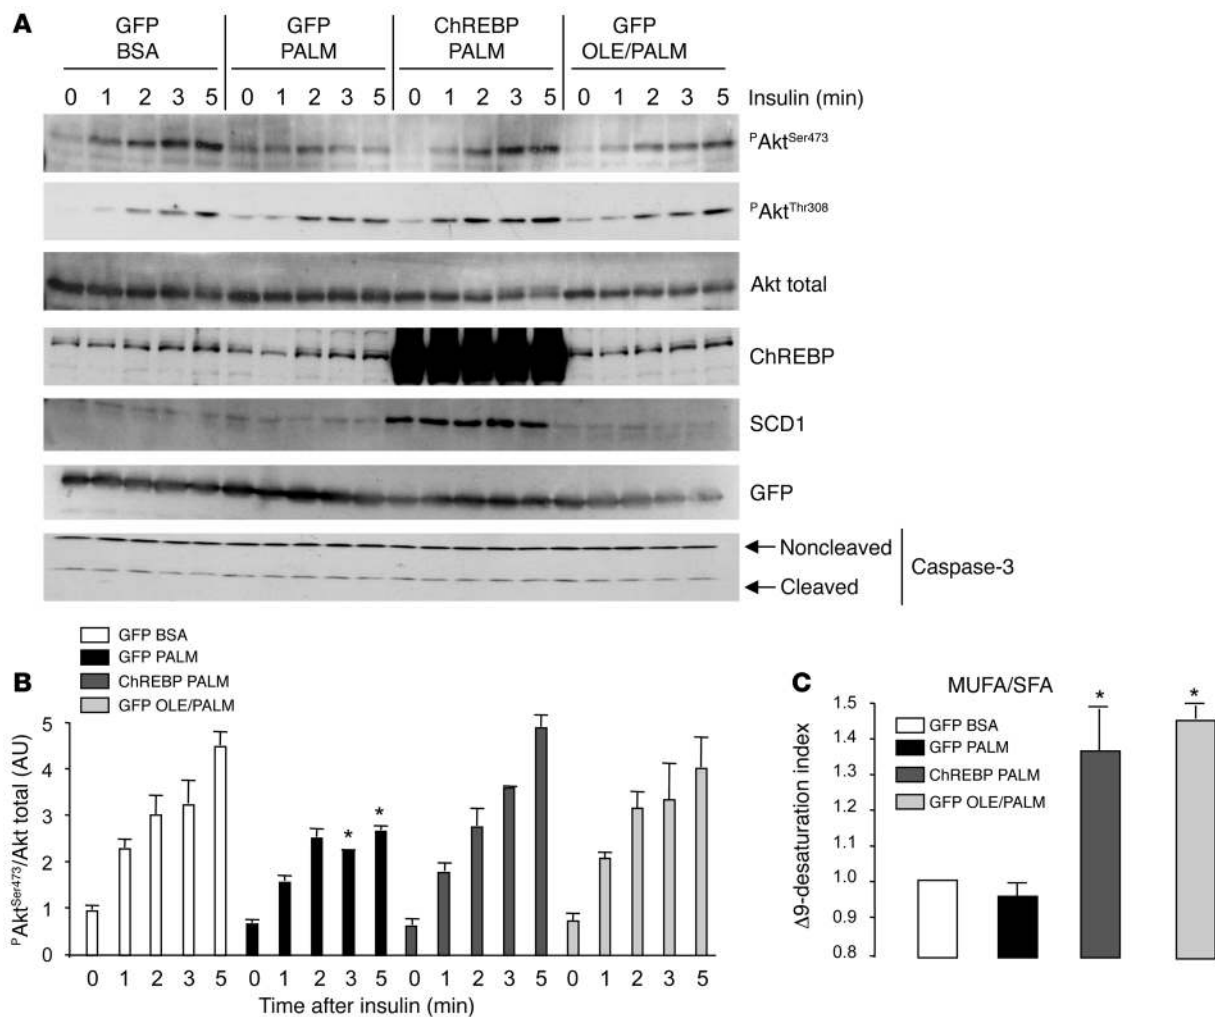 A
GFP GFP ChREBP GFP
BSA PALM PALM OLE/PALM
0 1 2 3 5 0 1 2 3 5 0 1 2 3 5 0 1 2 3 5 Insulin (min)
PAktSer473
PAktThr308
Akt total
ChREBP
SCD1
GFP
Noncleaved
Caspase-3
Cleaved
B
GFP BSA
GFP PALM
ChREBP PALM
GFP OLE/PALM
PAktSer473/Akt total (AU)
5
4
3
2
1
0
* *
0 1 2 3 5 0 1 2 3 5 0 1 2 3 5 0 1 2 3 5
Time after insulin (min)
C
MUFA/SFA
GFP BSA
GFP PALM
ChREBP PALM
GFP OLE/PALM
Δ9-desaturation index
1.5
1.4
1.3
1.2
1.1
1.0
0.9
0.8
* *